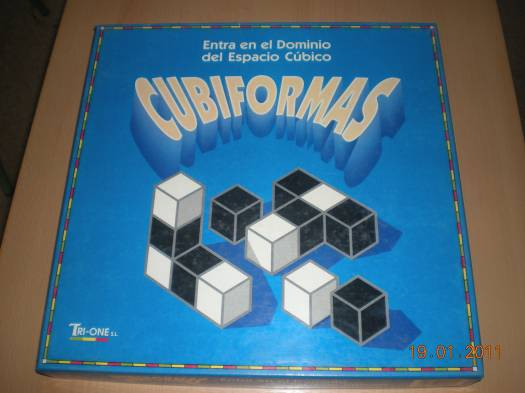 Entra en el Dominio
del Espacio Cúbico
CUBIFORMAS
TRI-ONE S.L.
19.01.2011